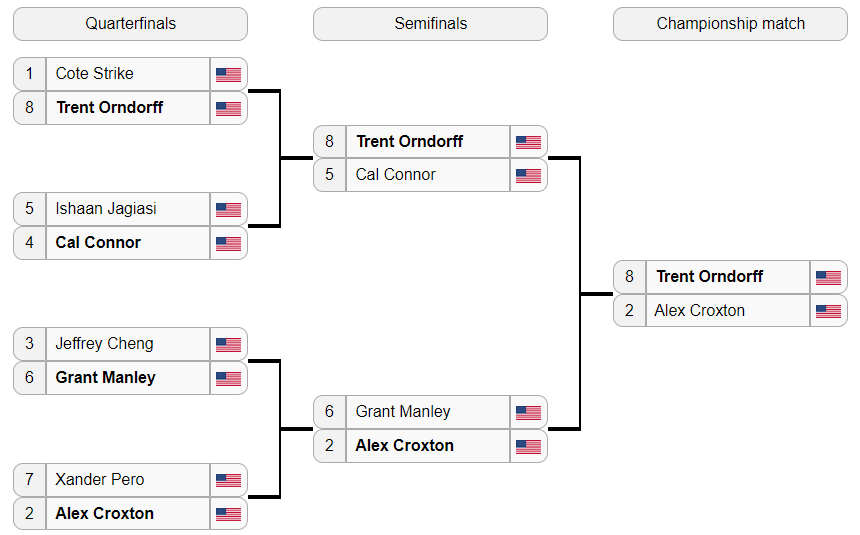 Quarterfinals
Semifinals
Championship match
1 Cote Strike
8 Trent Orndorff
5 Ishaan Jagiasi
4 Cal Connor
3 Jeffrey Cheng
6 Grant Manley
7 Xander Pero
2 Alex Croxton
8 Trent Orndorff
5 Cal Connor
6 Grant Manley
2 Alex Croxton
8 Trent Orndorff
2 Alex Croxton